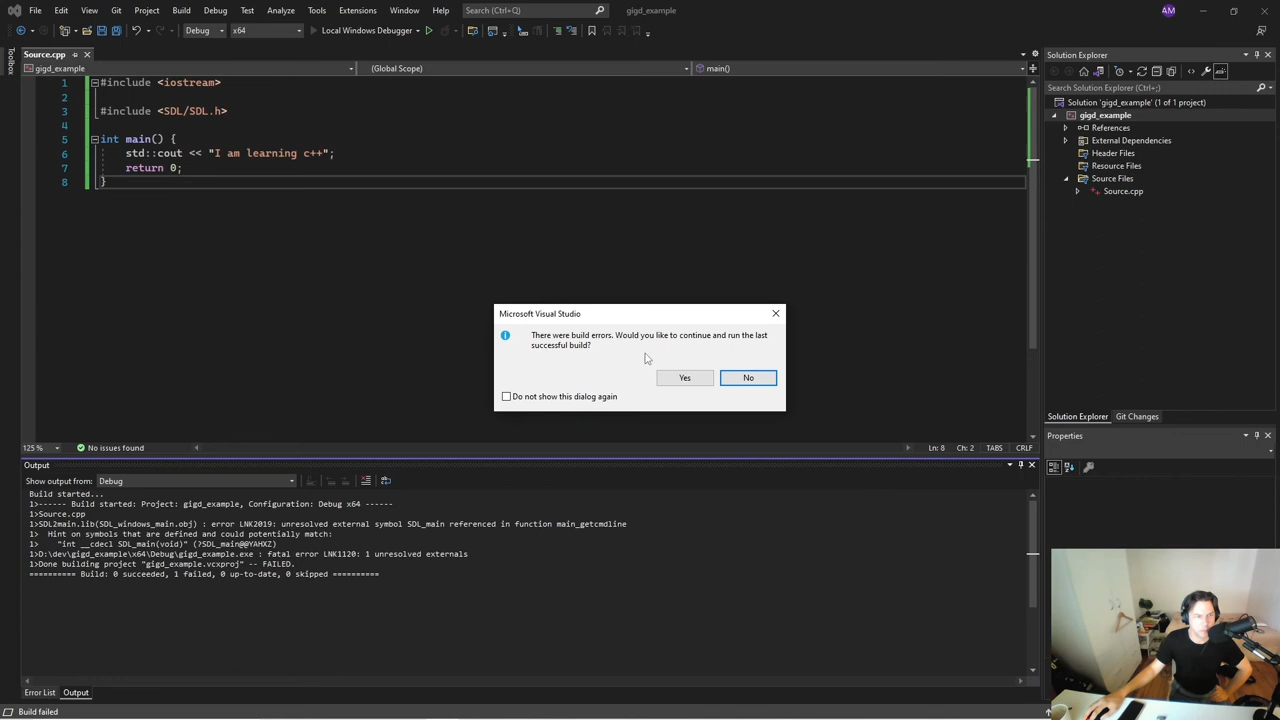 File Edit View Git Project Build Debug Test Analyze Tools Extensions Window Help Search (Ctrl+Q) gigd_example AM
Debug x64 Local Windows Debugger
Toolbox
Source.cpp
gigd_example (Global Scope) main()
1 #include <iostream>
2
3 #include <SDL/SDL.h>
4
5 int main() {
6 std::cout << "I am learning c++";
7 return 0;
8 }
Microsoft Visual Studio
There were build errors. Would you like to continue and run the last
successful build?
Yes No
Do not show this dialog again
125 % No issues found Ln: 8 Ch: 2 TABS CRLF
Output
Show output from: Debug
Build started...
1>------ Build started: Project: gigd_example, Configuration: Debug x64 ------
1>Source.cpp
1>SDL2main.lib(SDL_windows_main.obj) : error LNK2019: unresolved external symbol SDL_main referenced in function main_getcmdline
1> Hint on symbols that are defined and could potentially match:
1> "int __cdecl SDL_main(void)" (?SDL_main@@YAHXZ)
1>D:\dev\gigd_example\x64\Debug\gigd_example.exe : fatal error LNK1120: 1 unresolved externals
1>Done building project "gigd_example.vcxproj" -- FAILED.
========== Build: 0 succeeded, 1 failed, 0 up-to-date, 0 skipped ==========
Error List Output
Build failed
Solution Explorer
Search Solution Explorer (Ctrl+;)
Solution 'gigd_example' (1 of 1 project)
gigd_example
References
External Dependencies
Header Files
Resource Files
Source Files
Source.cpp
Solution Explorer Git Changes
Properties